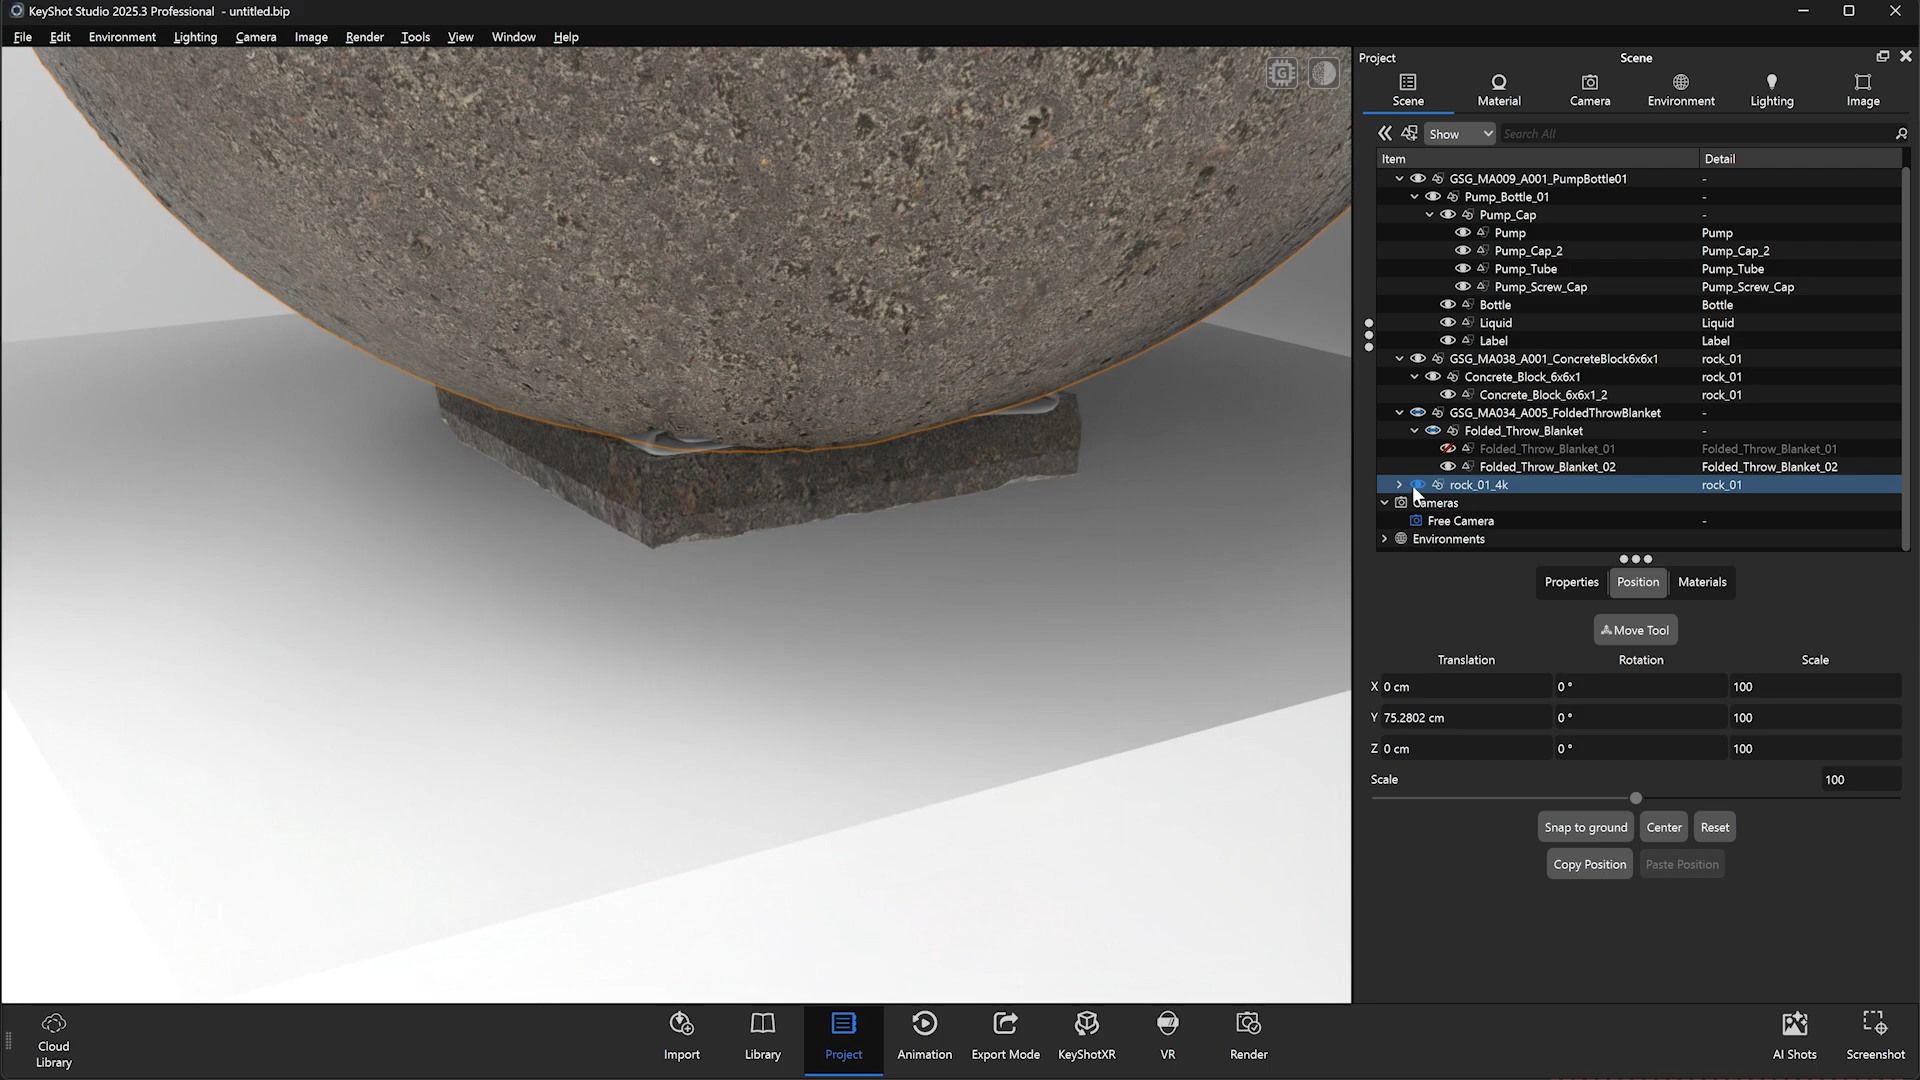 KeyShot Studio 2025.3 Professional - untitled.bip
File Edit Environment Lighting Camera Image Render Tools View Window Help
Project Scene
Scene Material Camera Environment Lighting Image
Show Search All
Item Detail
GSG_MA009_A001_PumpBottle01 -
Pump_Bottle_01 -
Pump_Cap -
Pump Pump
Pump_Cap_2 Pump_Cap_2
Pump_Tube Pump_Tube
Pump_Screw_Cap Pump_Screw_Cap
Bottle Bottle
Liquid Liquid
Label Label
GSG_MA038_A001_ConcreteBlock6x6x1 rock_01
Concrete_Block_6x6x1 rock_01
Concrete_Block_6x6x1_2 rock_01
GSG_MA034_A005_FoldedThrowBlanket -
Folded_Throw_Blanket -
Folded_Throw_Blanket_01 Folded_Throw_Blanket_01
Folded_Throw_Blanket_02 Folded_Throw_Blanket_02
rock_01_4k rock_01
Cameras
Free Camera -
Environments
Properties Position Materials
Move Tool
Translation Rotation Scale
X 0 cm 0° 100
Y 75.2802 cm 0° 100
Z 0 cm 0° 100
Scale 100
Snap to ground Center Reset
Copy Position Paste Position
Cloud Library
Import Library Project Animation Export Mode KeyShotXR VR Render
AI Shots Screenshot